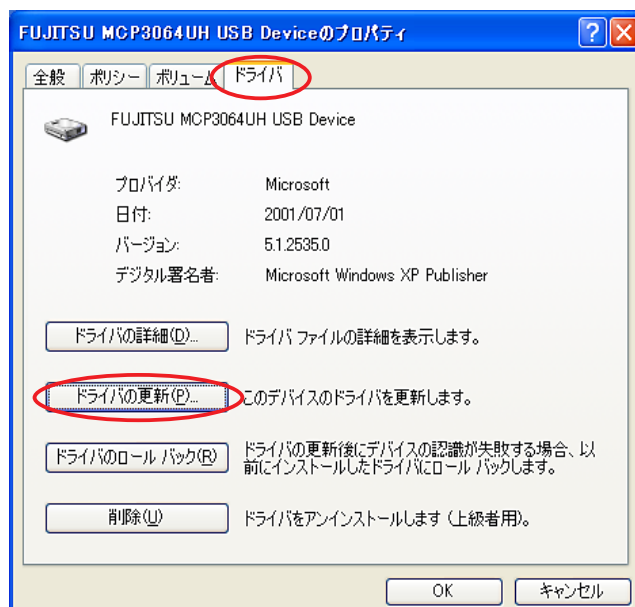 FUJITSU MCP3064UH USB Deviceのプロパティ
全般 ポリシー ボリューム ドライバ
FUJITSU MCP3064UH USB Device
プロバイダ: Microsoft
日付: 2001/07/01
バージョン: 5.1.2535.0
デジタル署名者: Microsoft Windows XP Publisher
ドライバの詳細(D)... ドライバ ファイルの詳細を表示します。
ドライバの更新(P)... このデバイスのドライバを更新します。
ドライバのロール バック(R) ドライバの更新後にデバイスの認識が失敗する場合、以
前にインストールしたドライバにロール バックします。
削除(U) ドライバをアンインストールします (上級者用)。
OK キャンセル